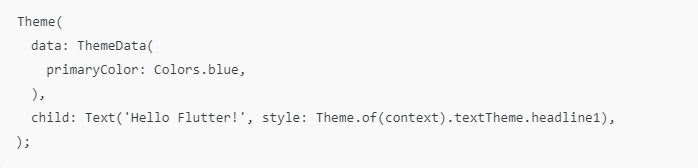 Theme(
  data: ThemeData(
    primaryColor: Colors.blue,
  ),
  child: Text('Hello Flutter!', style: Theme.of(context).textTheme.headline1),
);